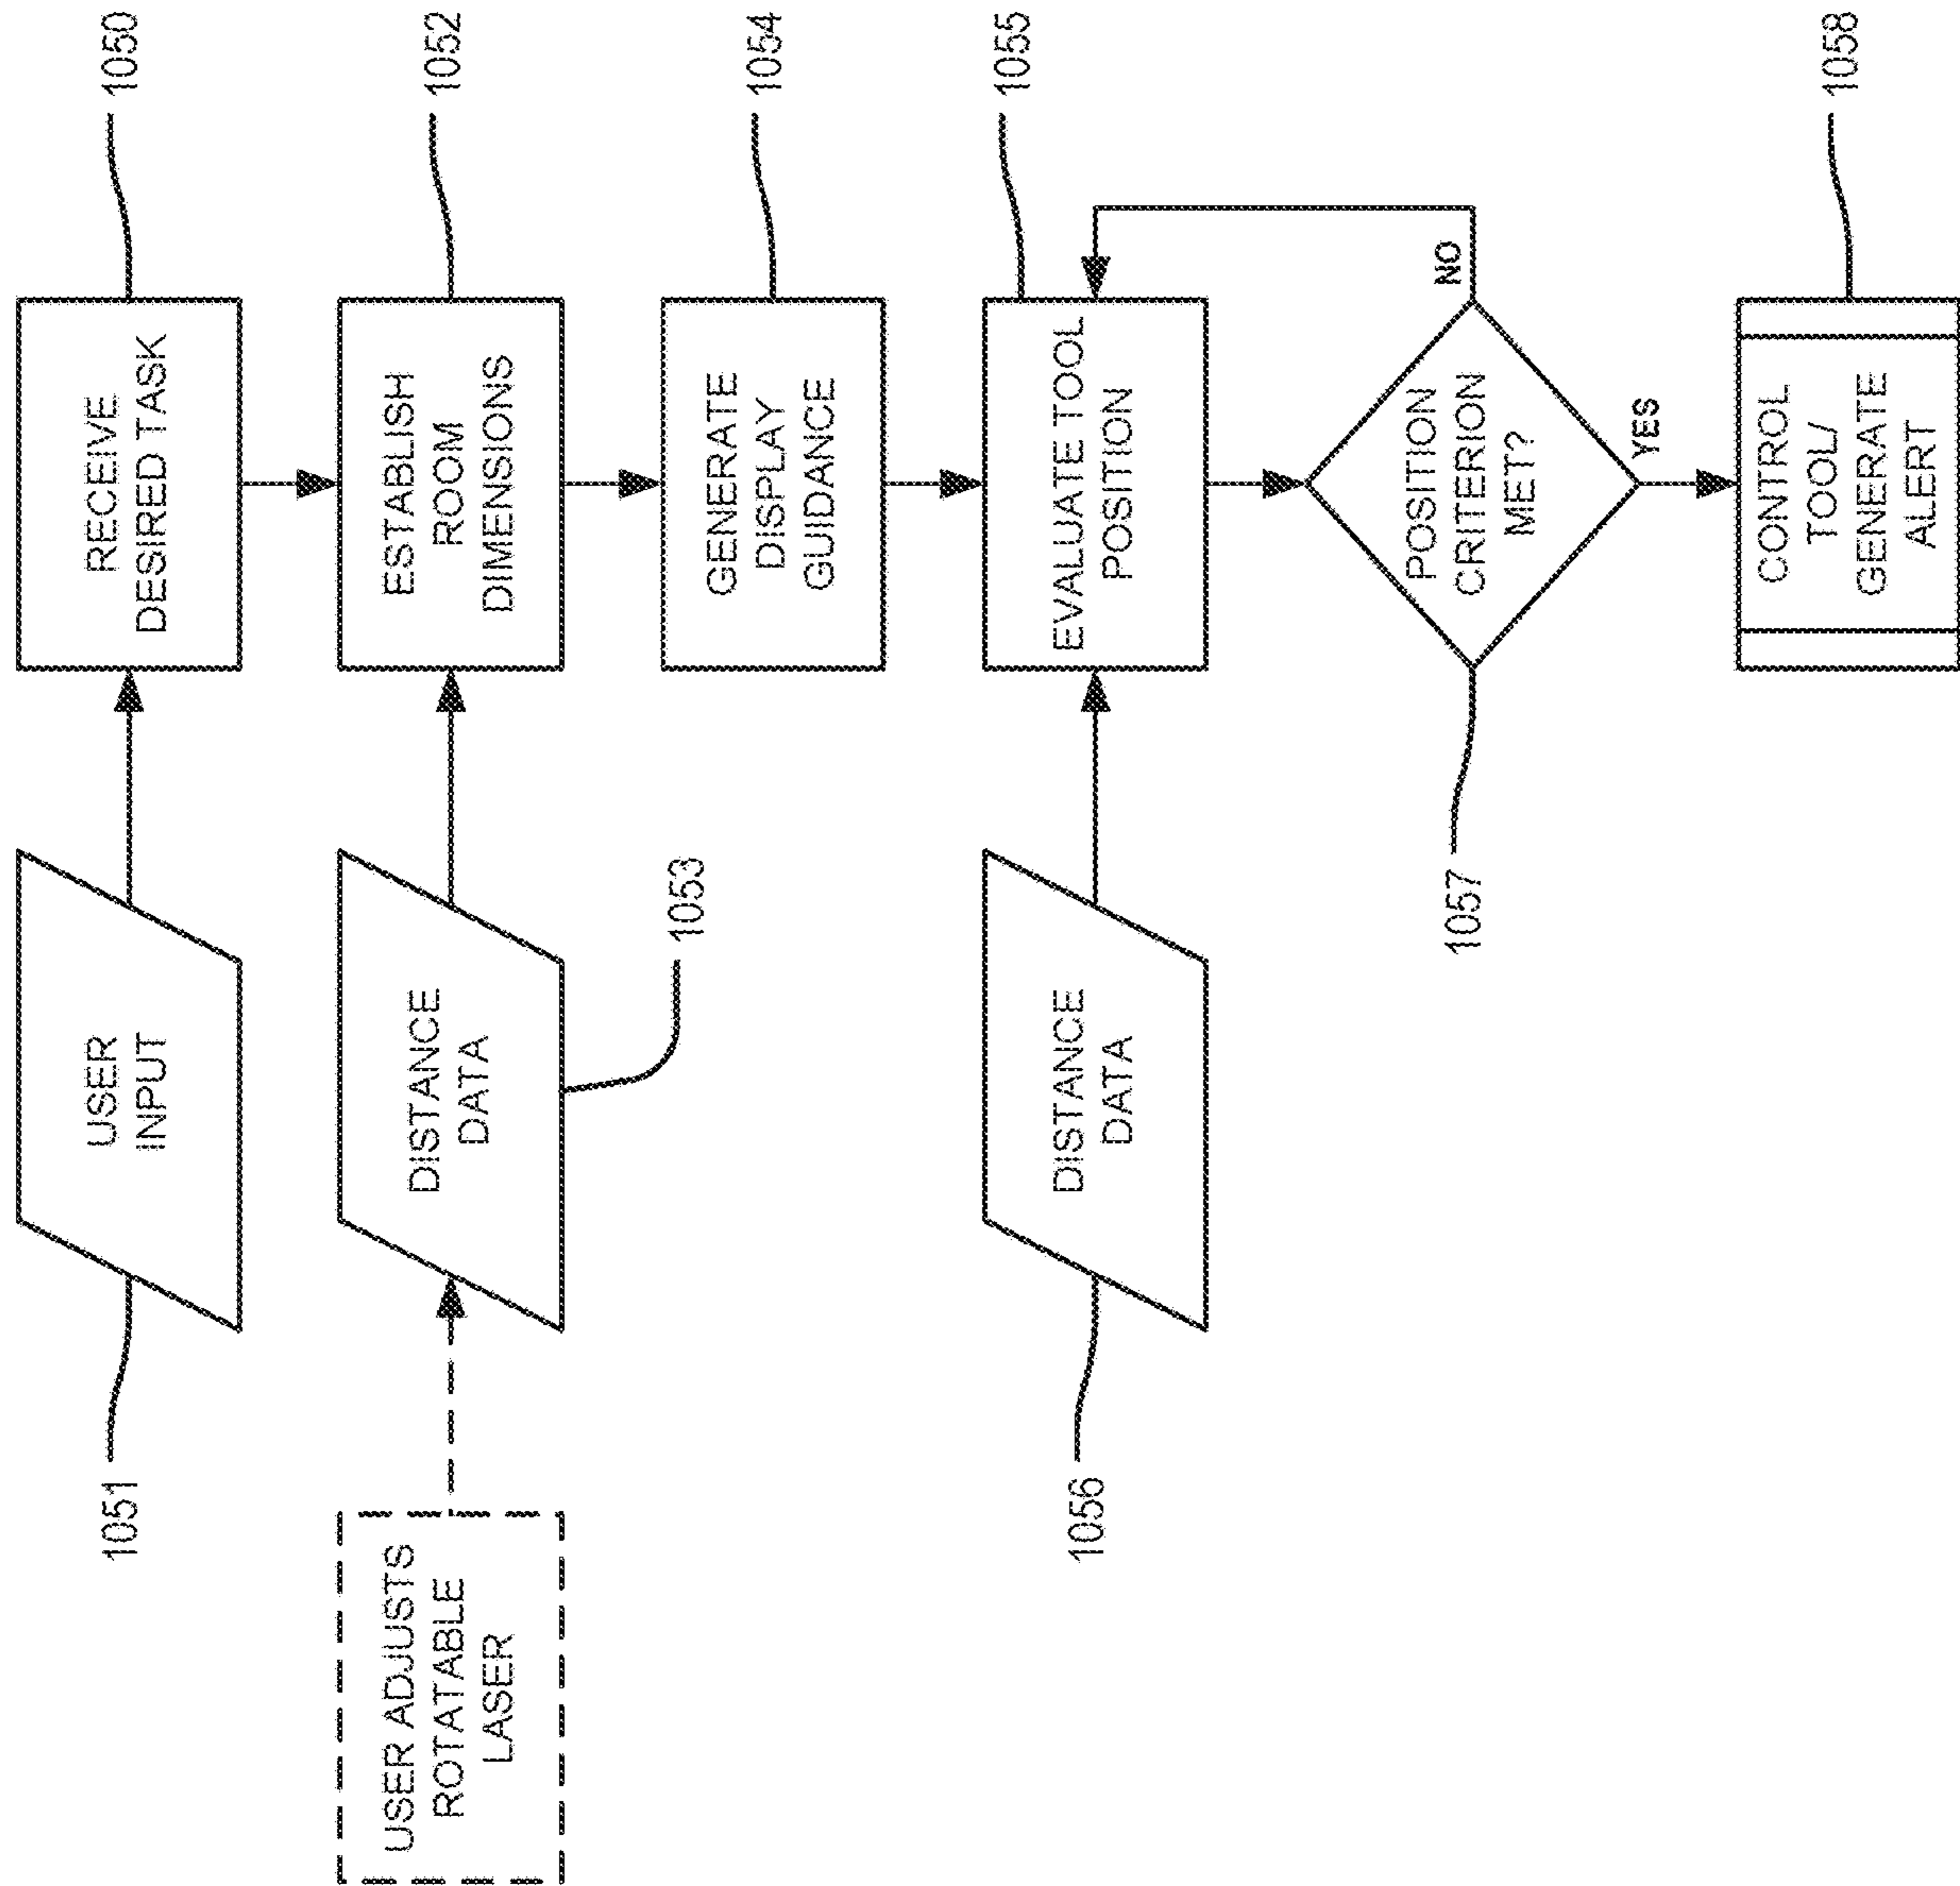 1051
USER
INPUT
RECEIVE
DESIRED TASK
1050
USER ADJUSTS
ROTATABLE
LASER
DISTANCE
DATA
1053
ESTABLISH
ROOM
DIMENSIONS
1052
GENERATE
DISPLAY
GUIDANCE
1054
1056
DISTANCE
DATA
EVALUATE TOOL
POSITION
1055
1057
POSITION
CRITERION
MET?
NO
YES
CONTROL
TOOL/
GENERATE
ALERT
1058